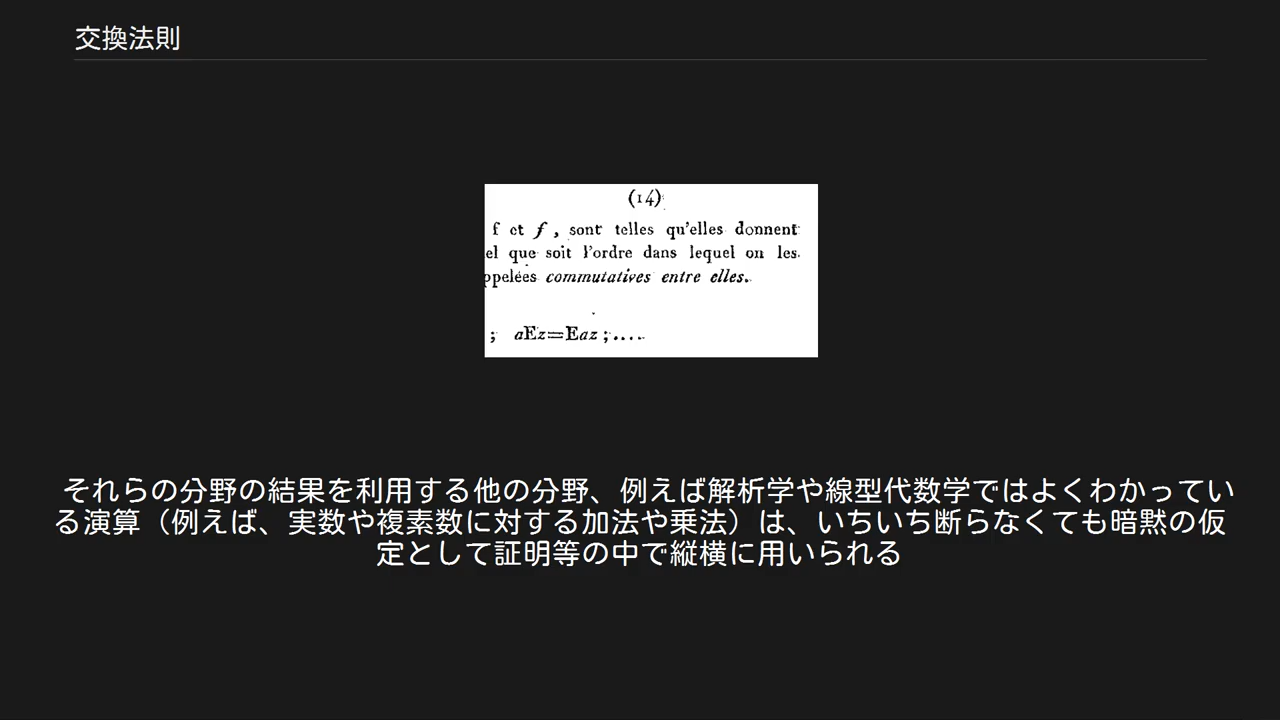 交換法則
(14)
f et f, sont telles qu'elles donnent
el que soit l'ordre dans lequel on les
ppelées commutatives entre elles.
; aEz=Eaz;....
それらの分野の結果を利用する他の分野、例えば解析学や線型代数学ではよくわかってい
る演算（例えば、実数や複素数に対する加法や乗法）は、いちいち断らなくても暗黙の仮
定として証明等の中で縦横に用いられる